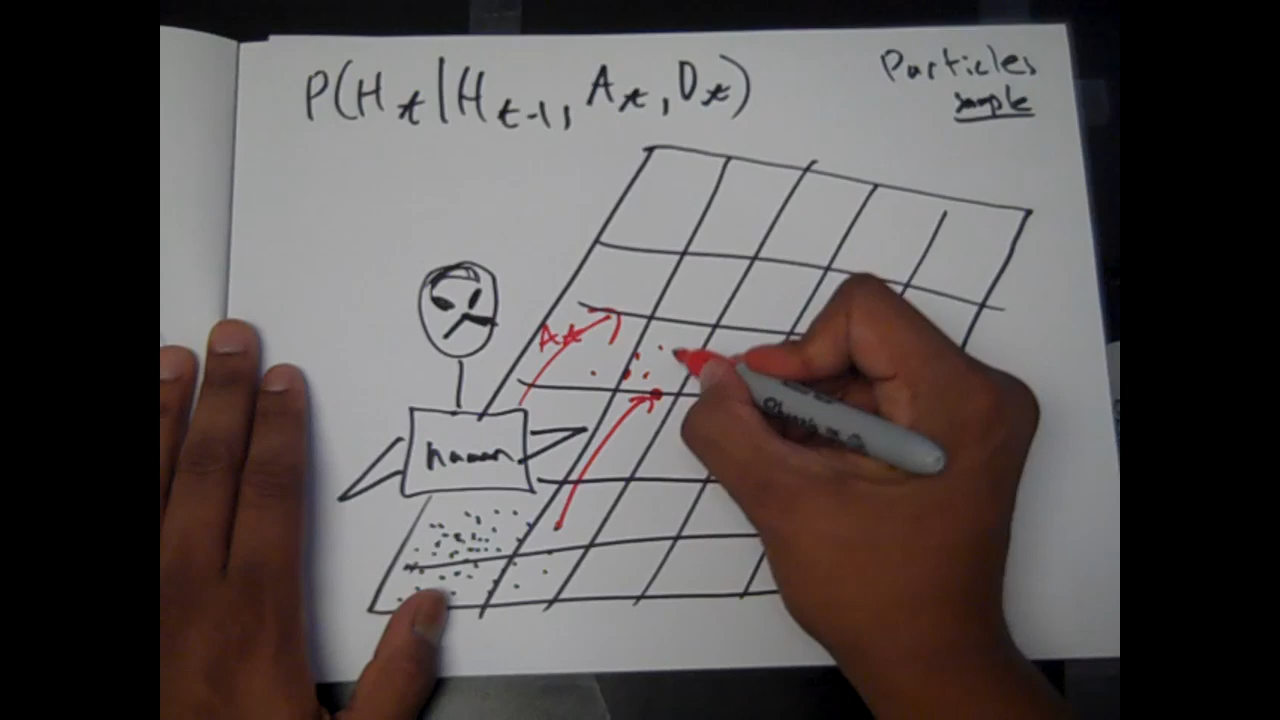 P(Hₜ|Hₜ₋₁, Aₜ, Dₜ)
Particles
sample
Aₜ
human